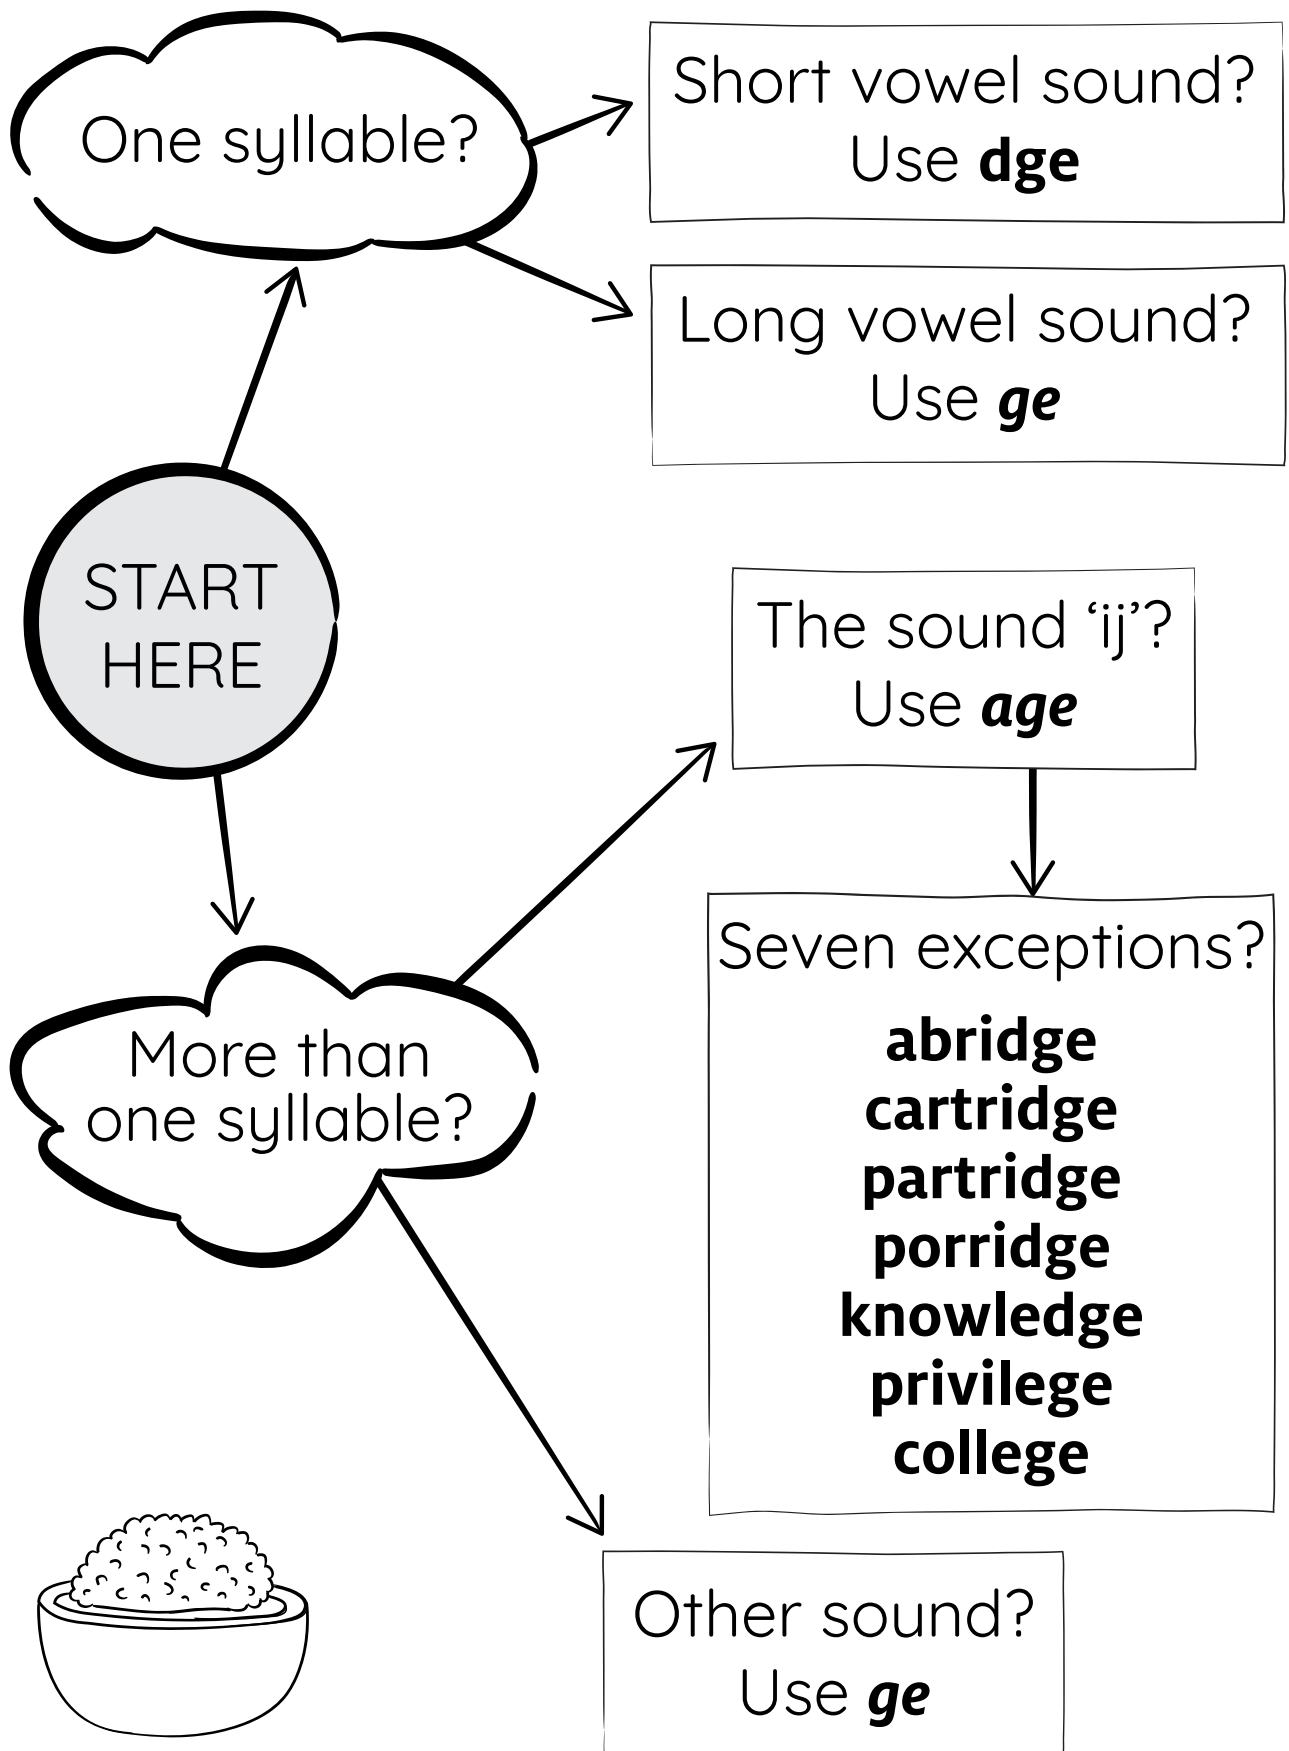 One syllable?
Short vowel sound?
Use dge
Long vowel sound?
Use ge
START
HERE
The sound ‘ij’?
Use age
Seven exceptions?
abridge
cartridge
partridge
porridge
knowledge
privilege
college
More than
one syllable?
Other sound?
Use ge